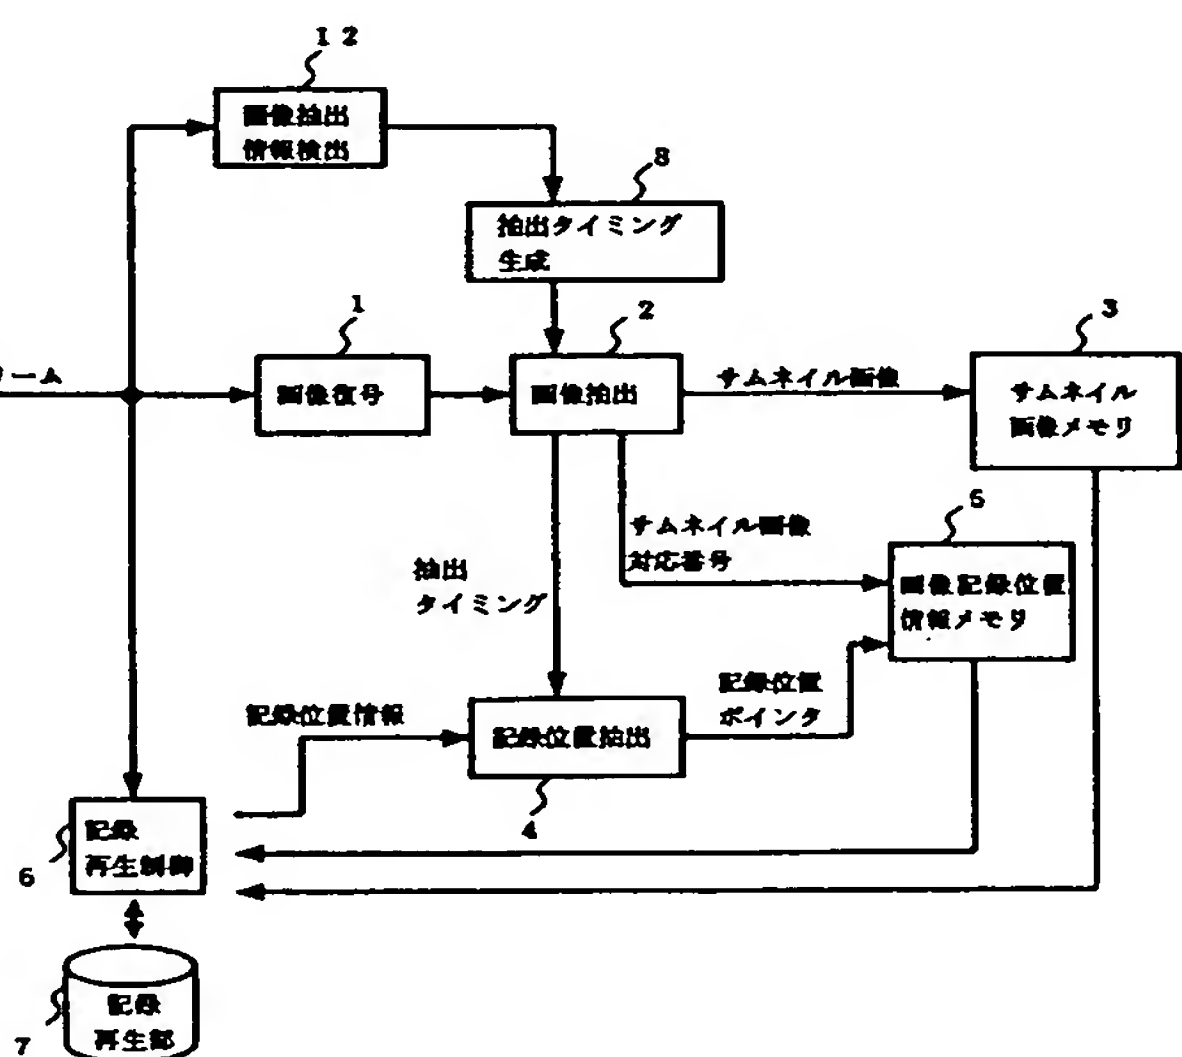 12
画像抽出
情報検出
8
抽出タイミング
生成
1
2
3
リーム
画像復号
画像抽出
サムネイル画像
サムネイル
画像メモリ
5
サムネイル画像
対応番号
抽出
タイミング
画像記録位置
情報メモリ
記録位置情報
記録位置抽出
記録位置
ポインタ
4
記録
再生制御
6
記録
再生部
7